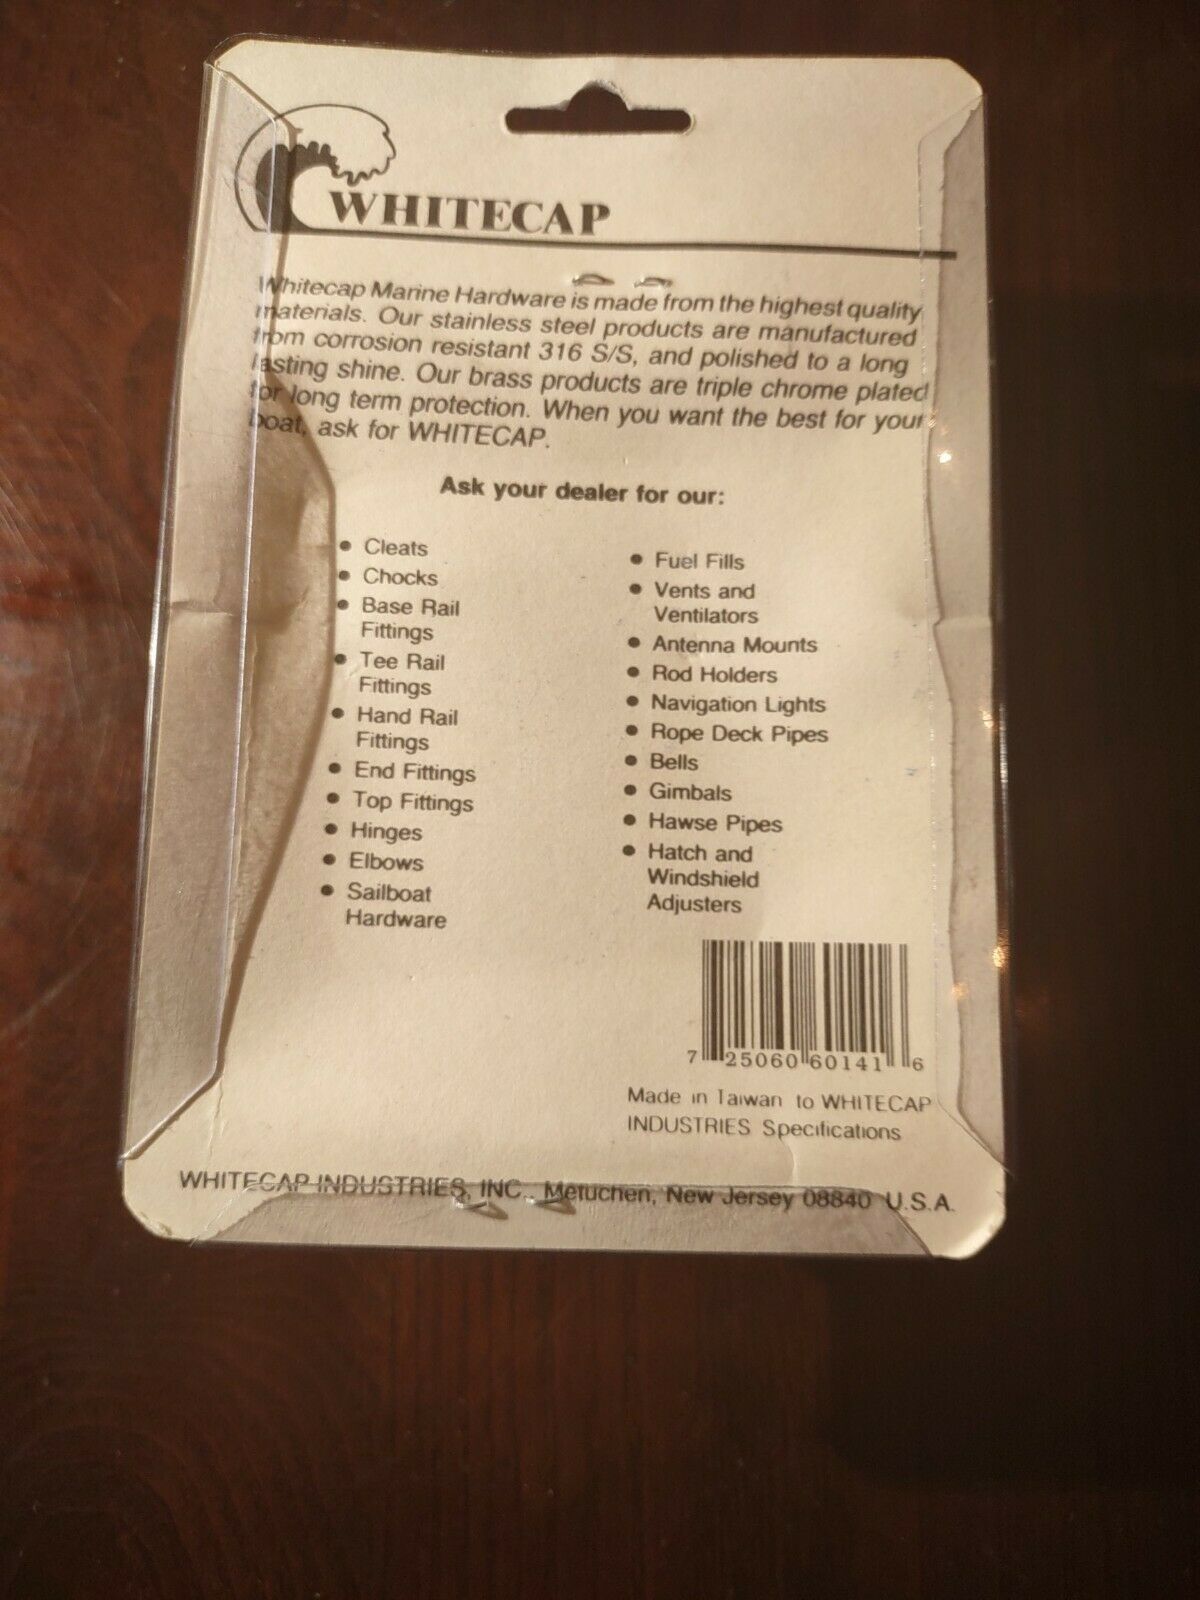 WHITECAP
Whitecap Marine Hardware is made from the highest quality
materials. Our stainless steel products are manufactured
from corrosion resistant 316 S/S, and polished to a long
lasting shine. Our brass products are triple chrome plated
for long term protection. When you want the best for your
boat, ask for WHITECAP.
Ask your dealer for our:
• Cleats
• Chocks
• Base Rail
Fittings
• Tee Rail
Fittings
• Hand Rail
Fittings
• End Fittings
• Top Fittings
• Hinges
• Elbows
• Sailboat
Hardware
• Fuel Fills
• Vents and
Ventilators
• Antenna Mounts
• Rod Holders
• Navigation Lights
• Rope Deck Pipes
• Bells
• Gimbals
• Hawse Pipes
• Hatch and
Windshield
Adjusters
7 25060 60141 6
Made in Taiwan to WHITECAP
INDUSTRIES Specifications
WHITECAP INDUSTRIES, INC., Metuchen, New Jersey 08840 U.S.A.